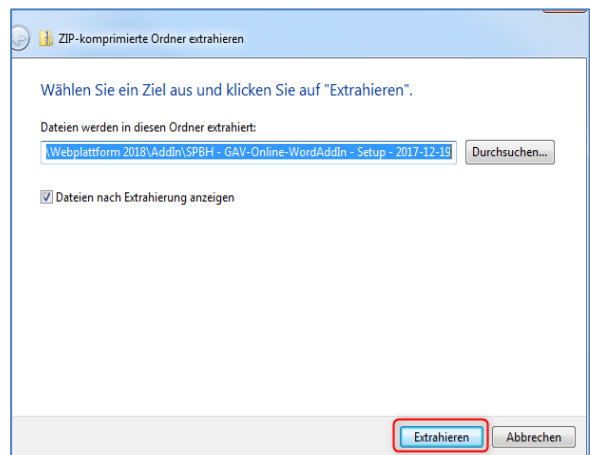 ZIP-komprimierte Ordner extrahieren
Wählen Sie ein Ziel aus und klicken Sie auf "Extrahieren".
Dateien werden in diesen Ordner extrahiert:
\Webplattform 2018\AddIn\SPBH - GAV-Online-WordAddIn - Setup - 2017-12-19
Durchsuchen...
Dateien nach Extrahierung anzeigen
Extrahieren
Abbrechen